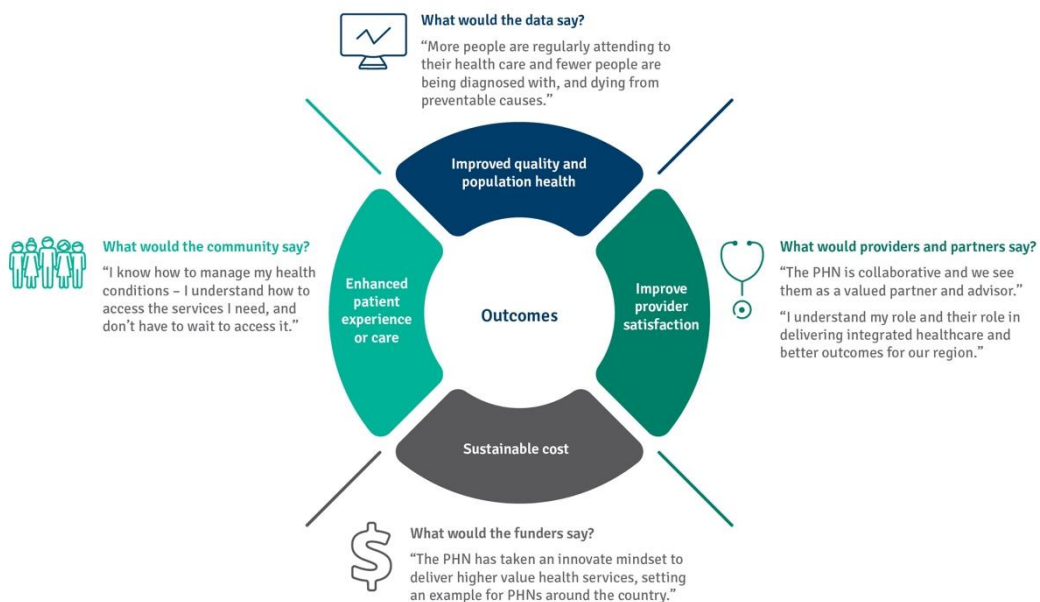 What would the data say?
“More people are regularly attending to
their health care and fewer people are
being diagnosed with, and dying from
preventable causes.”
Improved quality and
population health
What would the community say?
“I know how to manage my health
conditions – I understand how to
access the services I need, and
don’t have to wait to access it.”
Enhanced
patient
experience
or care
Outcomes
Improve
provider
satisfaction
What would providers and partners say?
“The PHN is collaborative and we see
them as a valued partner and advisor.”
“I understand my role and their role in
delivering integrated healthcare and
better outcomes for our region.”
Sustainable cost
What would the funders say?
“The PHN has taken an innovate mindset to
deliver higher value health services, setting
an example for PHNs around the country.”